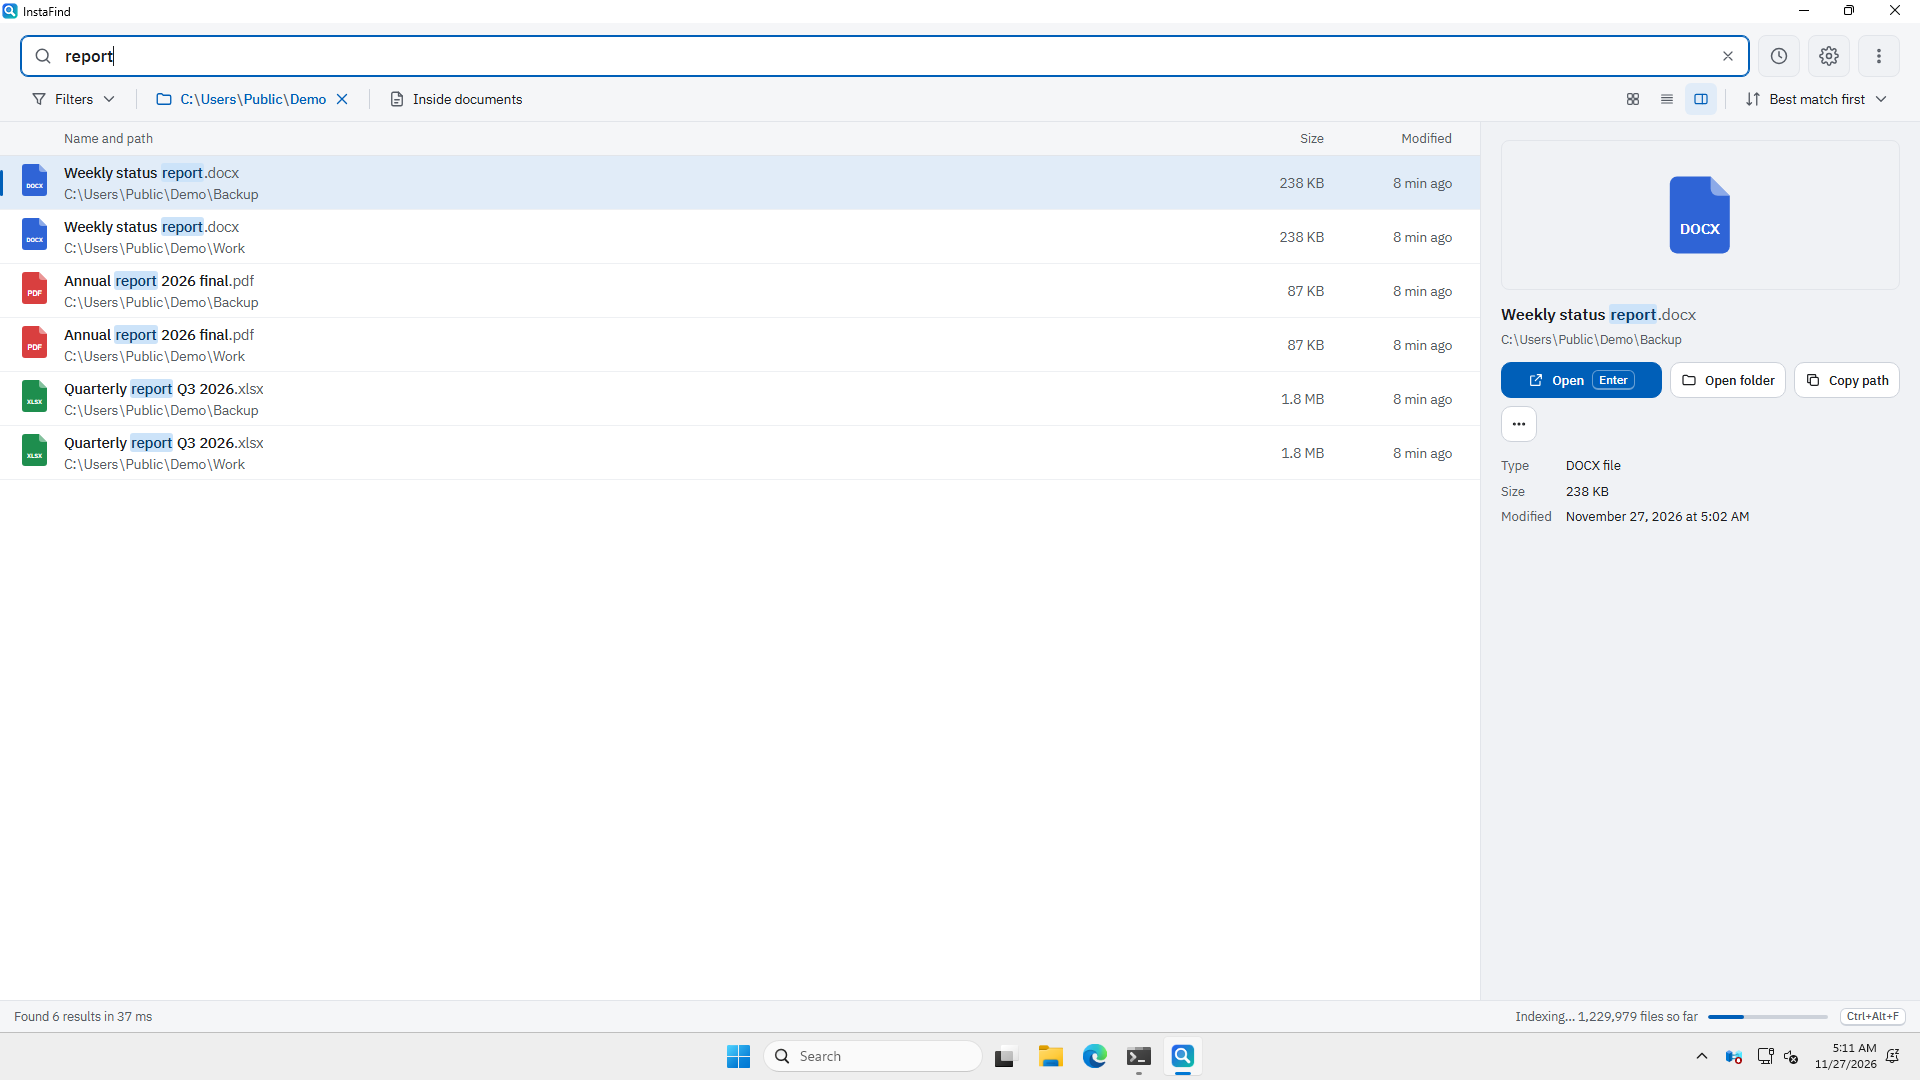 InstaFind
report
Filters
C:\Users\Public\Demo
Inside documents
Best match first
Name and path
Size
Modified
Weekly status report.docx
C:\Users\Public\Demo\Backup
238 KB
8 min ago
Weekly status report.docx
C:\Users\Public\Demo\Work
238 KB
8 min ago
Annual report 2026 final.pdf
C:\Users\Public\Demo\Backup
87 KB
8 min ago
Annual report 2026 final.pdf
C:\Users\Public\Demo\Work
87 KB
8 min ago
Quarterly report Q3 2026.xlsx
C:\Users\Public\Demo\Backup
1.8 MB
8 min ago
Quarterly report Q3 2026.xlsx
C:\Users\Public\Demo\Work
1.8 MB
8 min ago
DOCX
DOCX
PDF
PDF
XLSX
XLSX
DOCX
Weekly status report.docx
C:\Users\Public\Demo\Backup
Open Enter
Open folder
Copy path
Type DOCX file
Size 238 KB
Modified November 27, 2026 at 5:02 AM
Found 6 results in 37 ms
Indexing... 1,229,979 files so far
Ctrl+Alt+F
Search
5:11 AM
11/27/2026